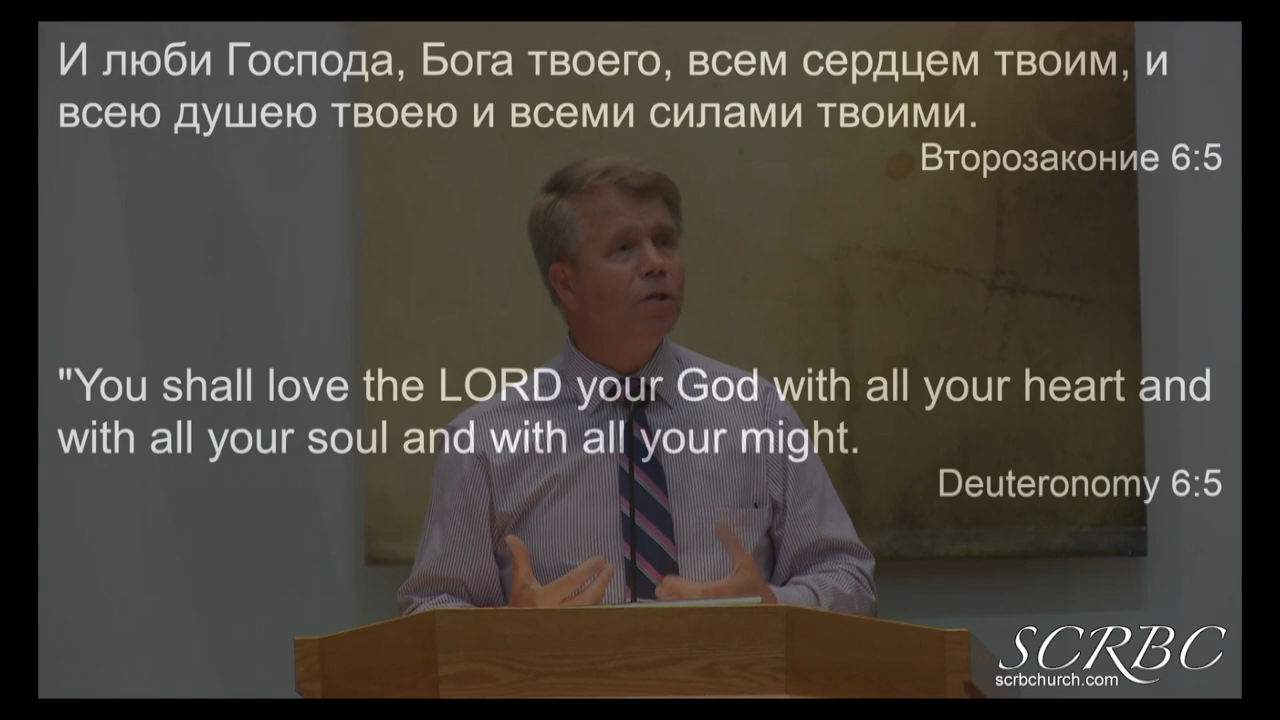 И люби Господа, Бога твоего, всем сердцем твоим, и
всею душею твоею и всеми силами твоими.
Второзаконие 6:5
"You shall love the LORD your God with all your heart and
with all your soul and with all your might.
Deuteronomy 6:5
SCRBC
scrbchurch.com